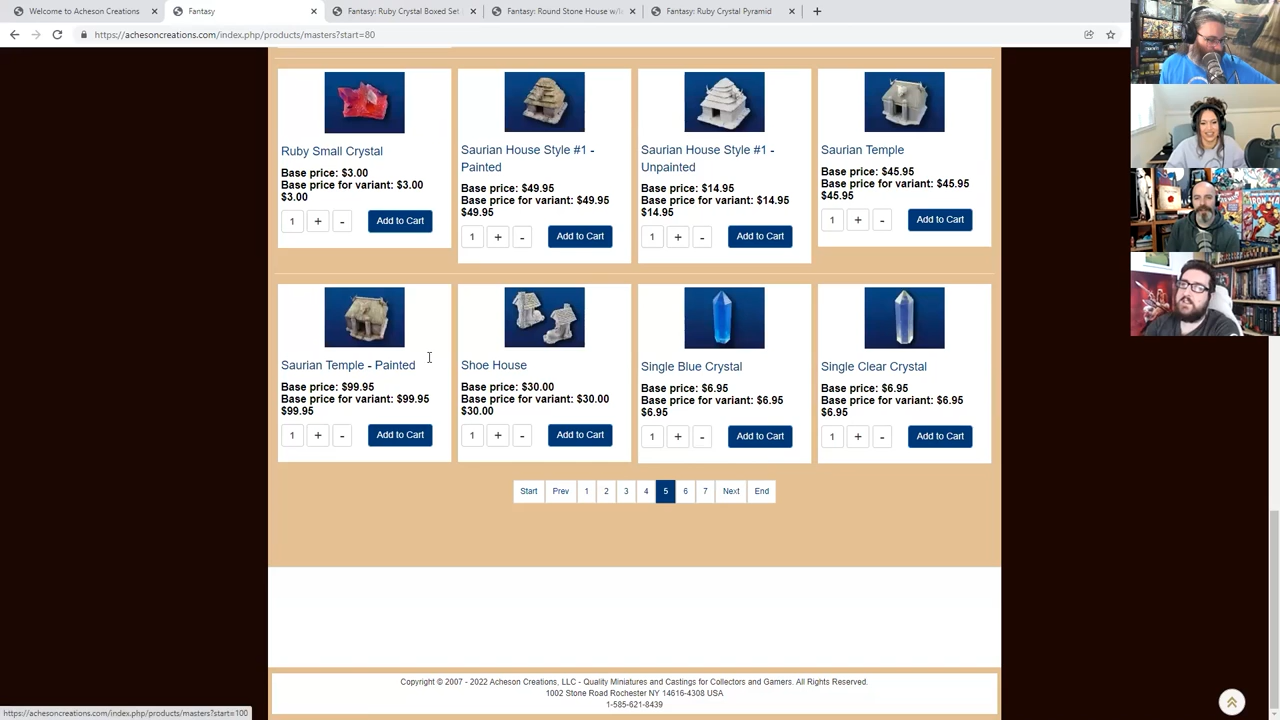 Welcome to Acheson Creations
Fantasy
Fantasy: Ruby Crystal Boxed Set
Fantasy: Round Stone House w/l
Fantasy: Ruby Crystal Pyramid
https://achesoncreations.com/index.php/products/masters?start=80
Ruby Small Crystal
Base price: $3.00
Base price for variant: $3.00
$3.00
1 + - Add to Cart
Saurian House Style #1 -
Painted
Base price: $49.95
Base price for variant: $49.95
$49.95
1 + - Add to Cart
Saurian House Style #1 -
Unpainted
Base price: $14.95
Base price for variant: $14.95
$14.95
1 + - Add to Cart
Saurian Temple
Base price: $45.95
Base price for variant: $45.95
$45.95
1 + - Add to Cart
Saurian Temple - Painted
Base price: $99.95
Base price for variant: $99.95
$99.95
1 + - Add to Cart
Shoe House
Base price: $30.00
Base price for variant: $30.00
$30.00
1 + - Add to Cart
Single Blue Crystal
Base price: $6.95
Base price for variant: $6.95
$6.95
1 + - Add to Cart
Single Clear Crystal
Base price: $6.95
Base price for variant: $6.95
$6.95
1 + - Add to Cart
Start Prev 1 2 3 4 5 6 7 Next End
Copyright © 2007 - 2022 Acheson Creations, LLC - Quality Miniatures and Castings for Collectors and Gamers. All Rights Reserved.
1002 Stone Road Rochester NY 14616-4308 USA
1-585-621-8439
https://achesoncreations.com/index.php/products/masters?start=100